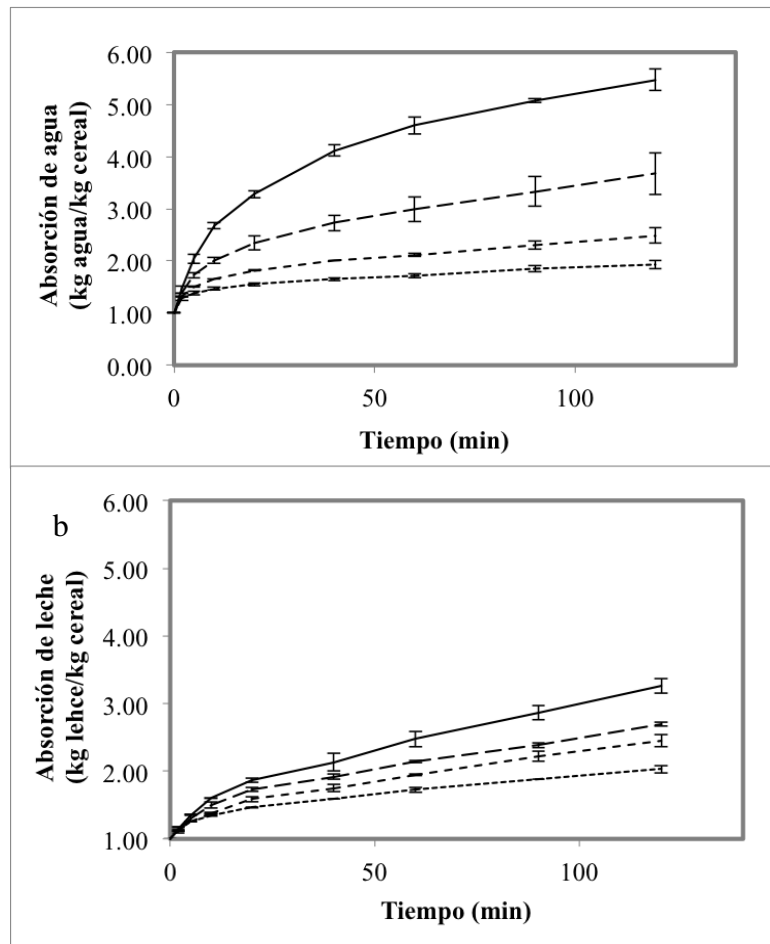 6.00
5.00
4.00
3.00
2.00
1.00
0.00
Absorción de agua
(kg agua/kg cereal)
0
50
100
Tiempo (min)
b
6.00
5.00
4.00
3.00
2.00
1.00
Absorción de leche
(kg lehce/kg cereal)
0
50
100
Tiempo (min)